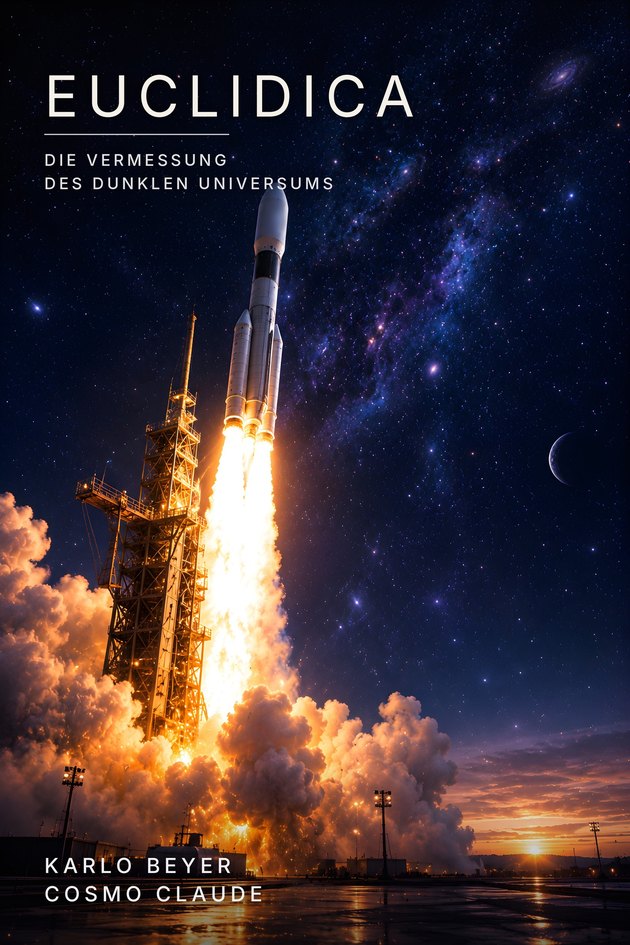 EUCLIDICA
DIE VERMESSUNG
DES DUNKLEN UNIVERSUMS
KARLO BEYER
COSMO CLAUDE